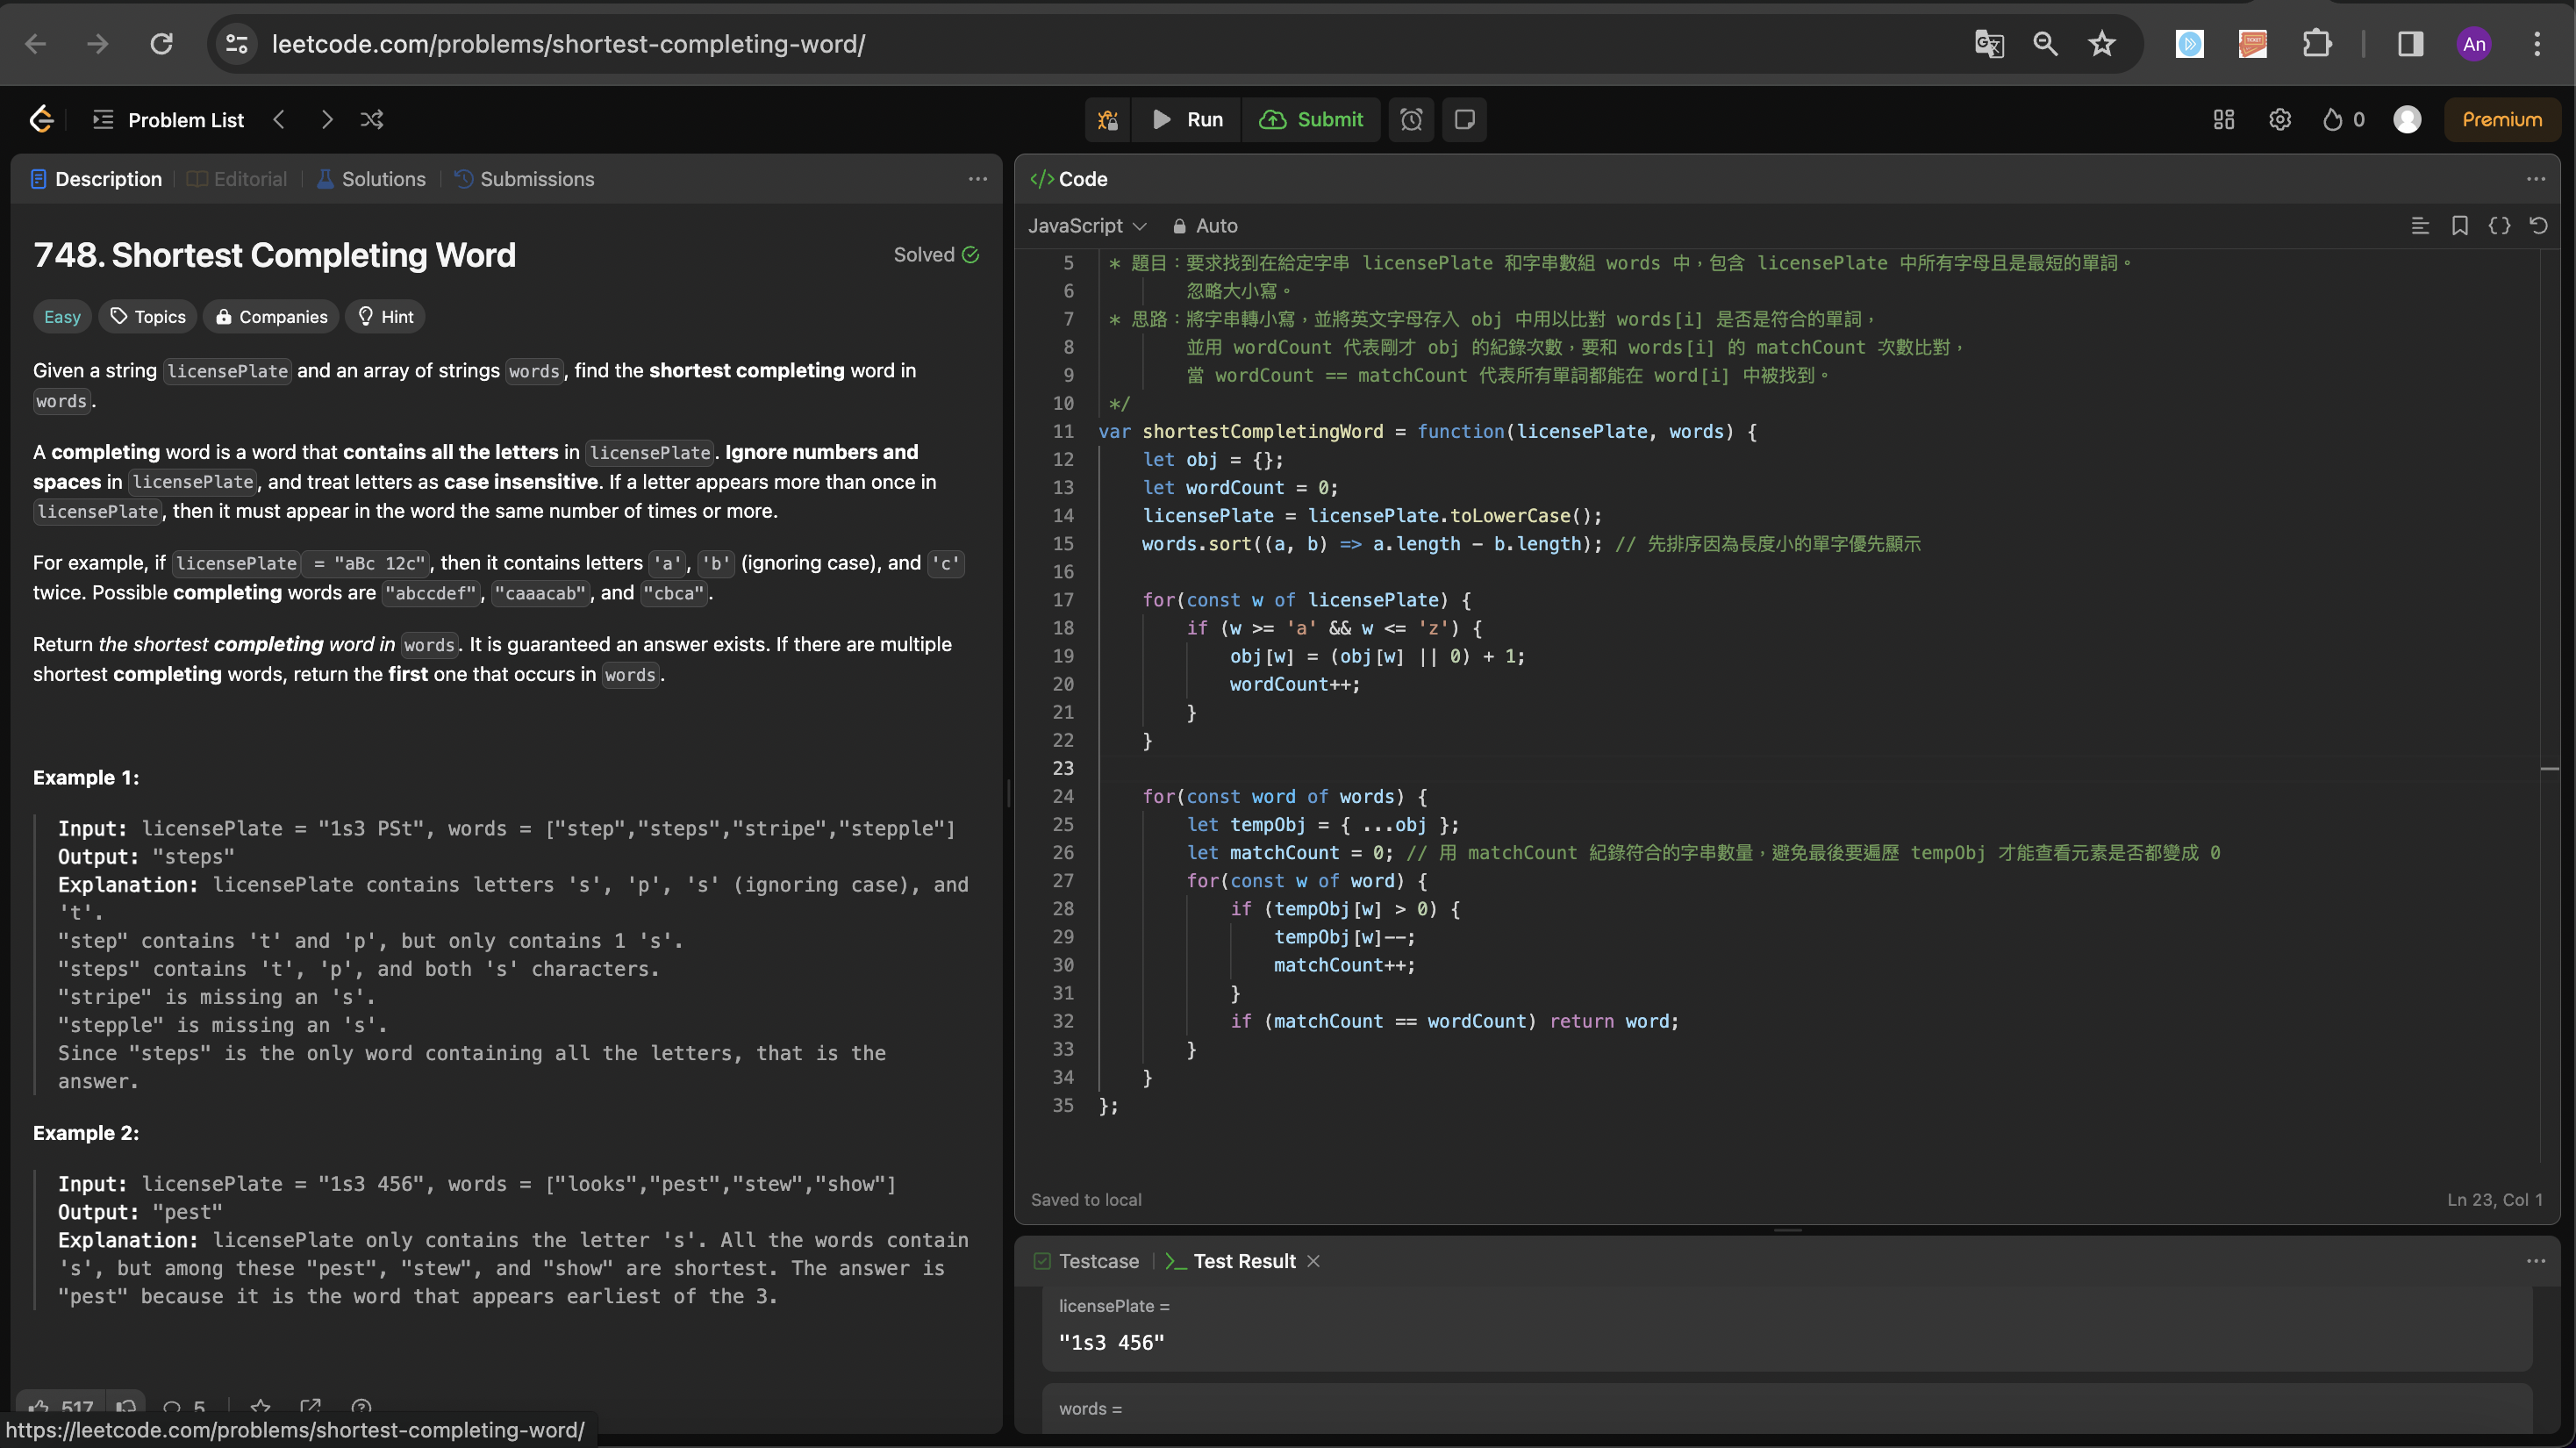 leetcode.com/problems/shortest-completing-word/
An
Problem List
Run
Submit
0
Premium
Description
Editorial
Solutions
Submissions
748. Shortest Completing Word
Solved
Easy
Topics
Companies
Hint
Given a string licensePlate and an array of strings words, find the shortest completing word in
words.
A completing word is a word that contains all the letters in licensePlate. Ignore numbers and
spaces in licensePlate, and treat letters as case insensitive. If a letter appears more than once in
licensePlate, then it must appear in the word the same number of times or more.
For example, if licensePlate = "aBc 12c", then it contains letters 'a', 'b' (ignoring case), and 'c'
twice. Possible completing words are "abccdef", "caaacab", and "cbca".
Return the shortest completing word in words. It is guaranteed an answer exists. If there are multiple
shortest completing words, return the first one that occurs in words.
Example 1:
Input: licensePlate = "1s3 PSt", words = ["step","steps","stripe","stepple"]
Output: "steps"
Explanation: licensePlate contains letters 's', 'p', 's' (ignoring case), and
't'.
"step" contains 't' and 'p', but only contains 1 's'.
"steps" contains 't', 'p', and both 's' characters.
"stripe" is missing an 's'.
"stepple" is missing an 's'.
Since "steps" is the only word containing all the letters, that is the
answer.
Example 2:
Input: licensePlate = "1s3 456", words = ["looks","pest","stew","show"]
Output: "pest"
Explanation: licensePlate only contains the letter 's'. All the words contain
's', but among these "pest", "stew", and "show" are shortest. The answer is
"pest" because it is the word that appears earliest of the 3.
517
5
https://leetcode.com/problems/shortest-completing-word/
</> Code
JavaScript
Auto
5 * 題目：要求找到在給定字串 licensePlate 和字串數組 words 中，包含 licensePlate 中所有字母且是最短的單詞。
6 忽略大小寫。
7 * 思路：將字串轉小寫，並將英文字母存入 obj 中用以比對 words[i] 是否是符合的單詞，
8 並用 wordCount 代表剛才 obj 的紀錄次數，要和 words[i] 的 matchCount 次數比對，
9 當 wordCount == matchCount 代表所有單詞都能在 word[i] 中被找到。
10 */
11 var shortestCompletingWord = function(licensePlate, words) {
12 let obj = {};
13 let wordCount = 0;
14 licensePlate = licensePlate.toLowerCase();
15 words.sort((a, b) => a.length - b.length); // 先排序因為長度小的單字優先顯示
16
17 for(const w of licensePlate) {
18 if (w >= 'a' && w <= 'z') {
19 obj[w] = (obj[w] || 0) + 1;
20 wordCount++;
21 }
22 }
23
24 for(const word of words) {
25 let tempObj = { ...obj };
26 let matchCount = 0; // 用 matchCount 紀錄符合的字串數量，避免最後要遍歷 tempObj 才能查看元素是否都變成 0
27 for(const w of word) {
28 if (tempObj[w] > 0) {
29 tempObj[w]--;
30 matchCount++;
31 }
32 if (matchCount == wordCount) return word;
33 }
34 }
35 };
Saved to local
Ln 23, Col 1
Testcase
Test Result
licensePlate =
"1s3 456"
words =